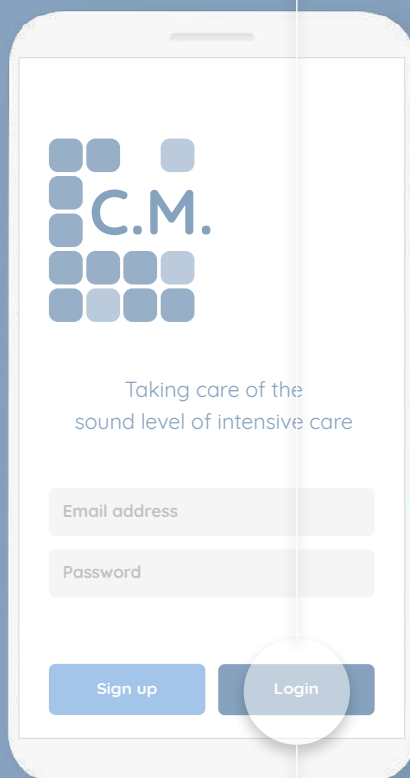 C.M.
Taking care of the
sound level of intensive care
Email address
Password
Sign up
Login